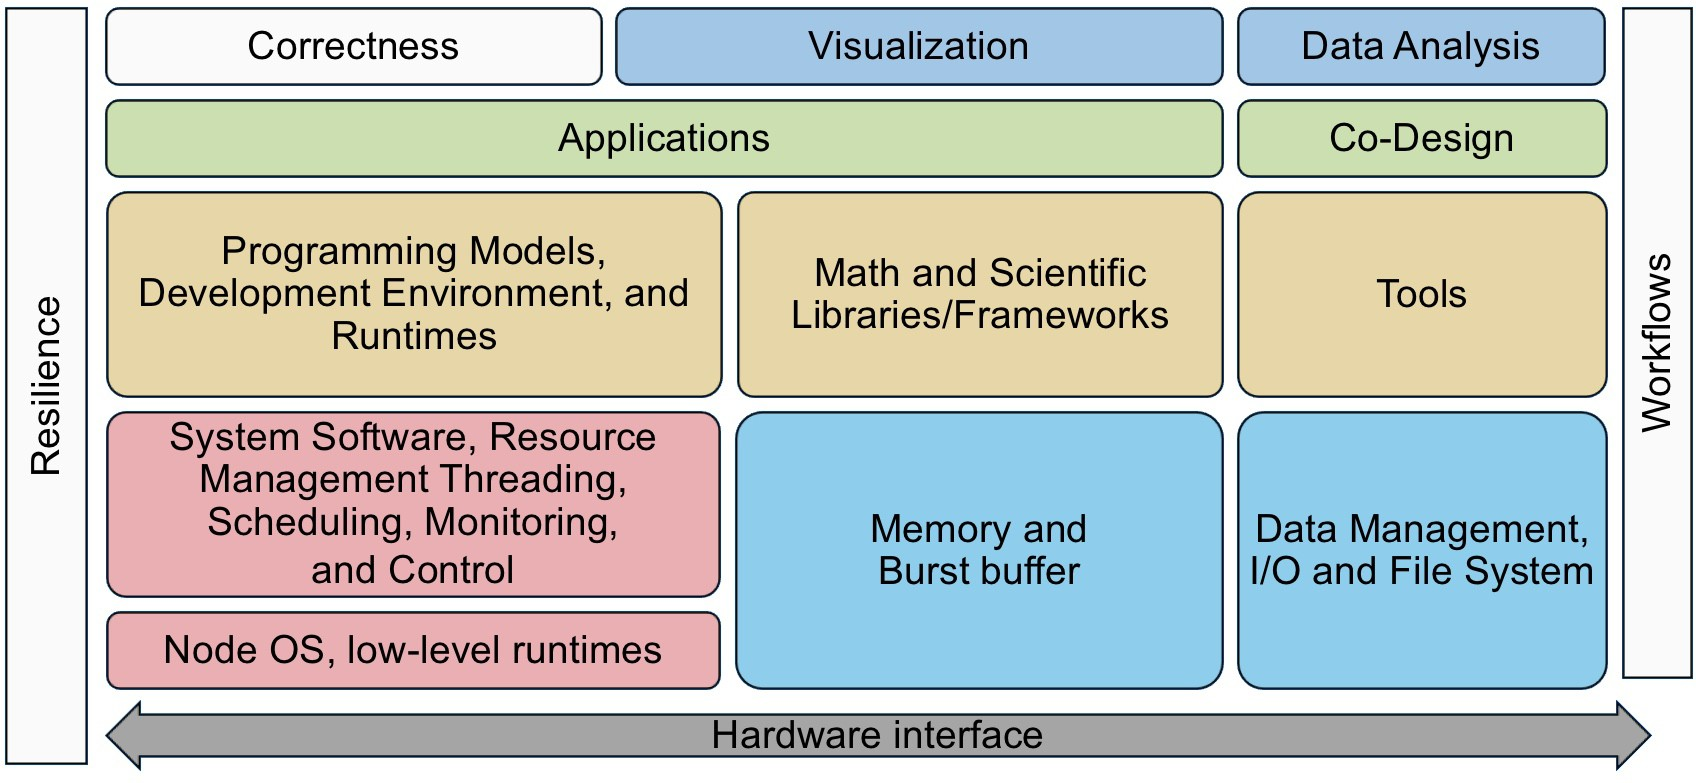 Resilience
Correctness
Visualization
Data Analysis
Applications
Co-Design
Programming Models,
Development Environment, and
Runtimes
Math and Scientific
Libraries/Frameworks
Tools
System Software, Resource
Management Threading,
Scheduling, Monitoring,
and Control
Memory and
Burst buffer
Data Management,
I/O and File System
Node OS, low-level runtimes
Hardware interface
Workflows